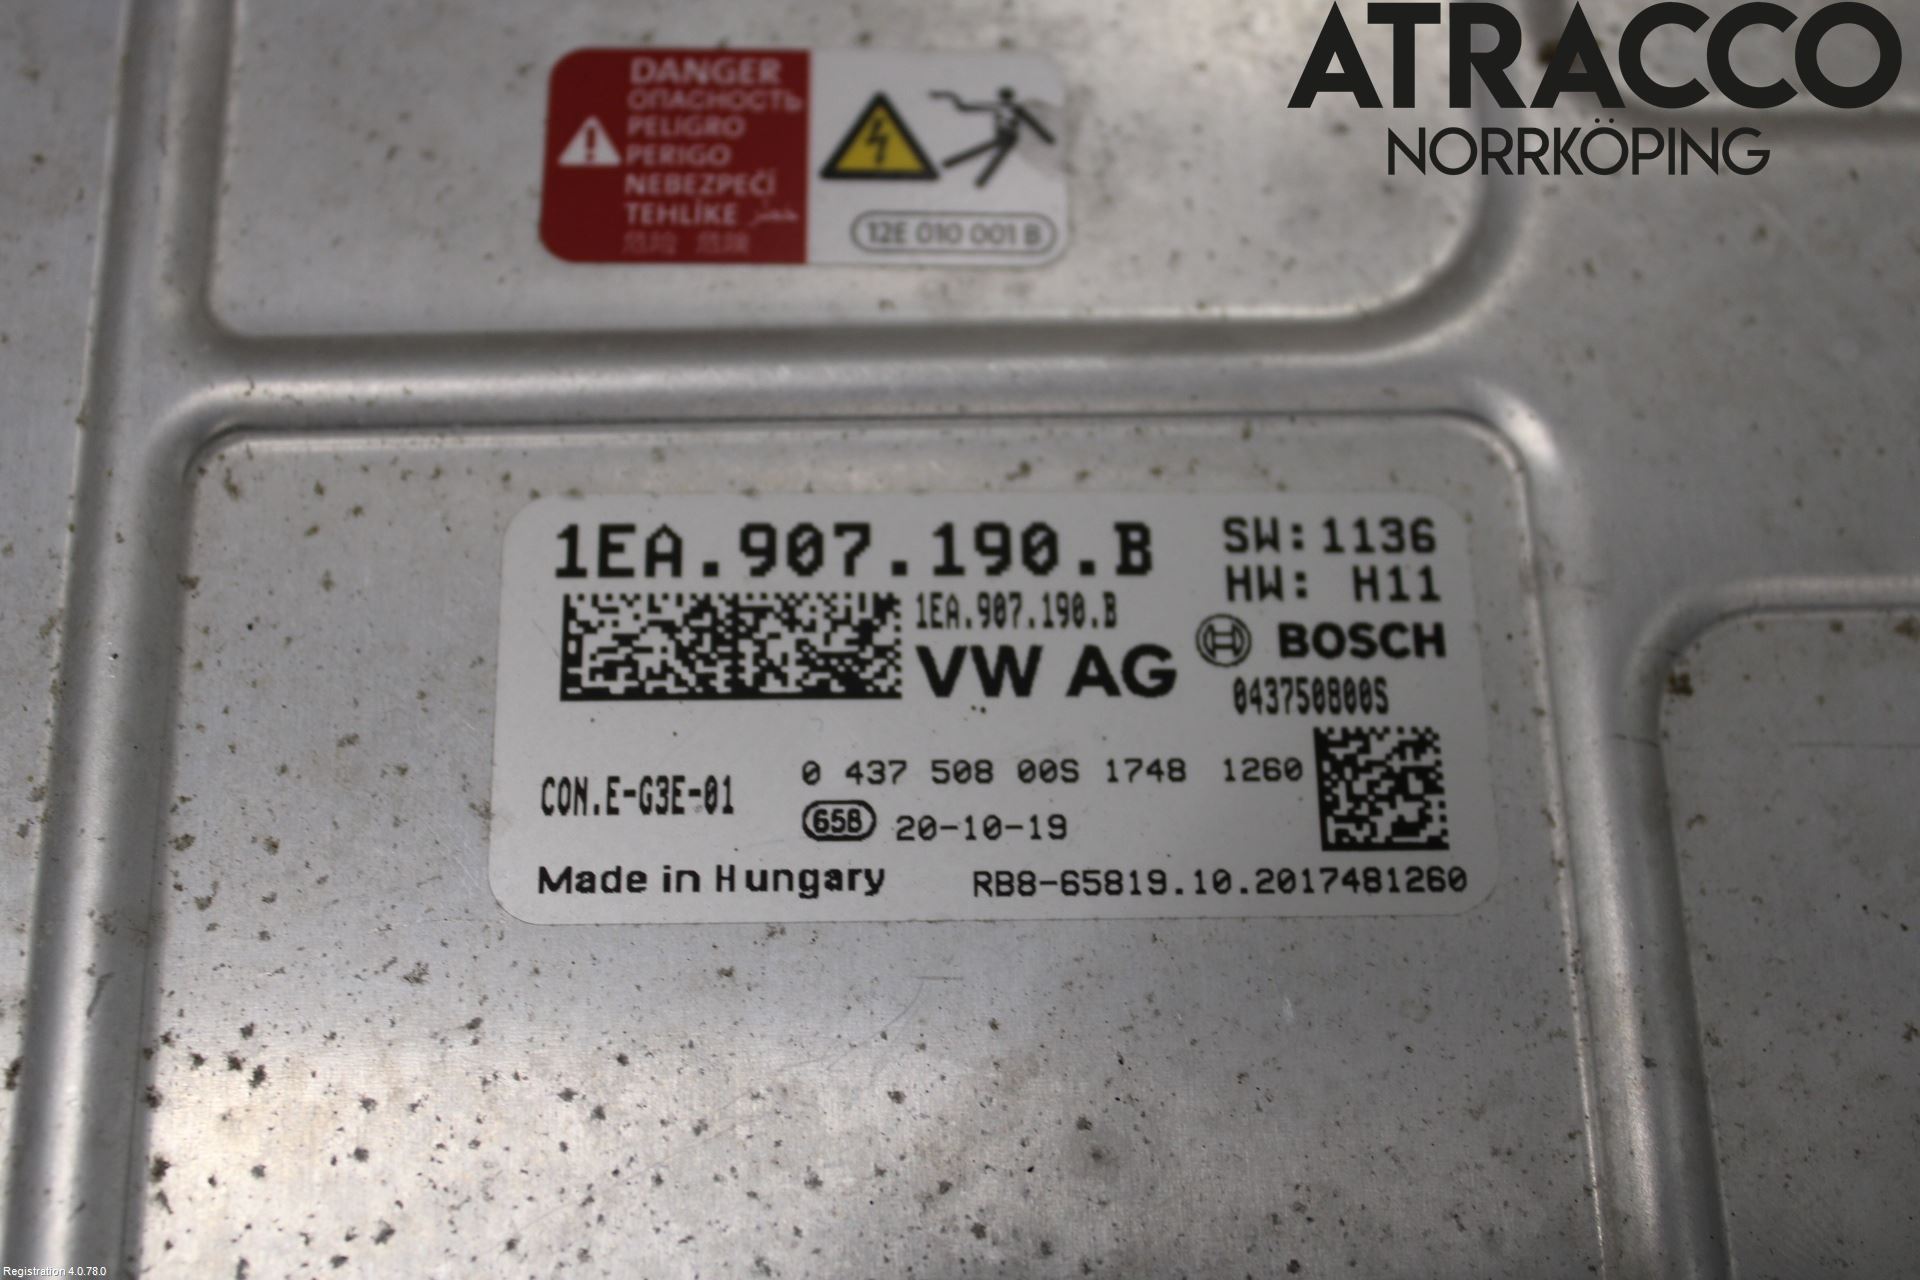 ATRACCO
NORRKÖPING
DANGER
ОПАСНОСТЬ
PELIGRO
PERIGO
NEBEZPEČÍ
TEHLİKE
12E 010 001 B
1EA.907.190.B
SW:1136
HW: H11
1EA.907.190.B
VW AG
BOSCH
043750800S
CON.E-G3E-01
0 437 508 00S 1748 1260
65B 20-10-19
Made in Hungary
RB8-65819.10.2017481260
Registration 4.0.78.0